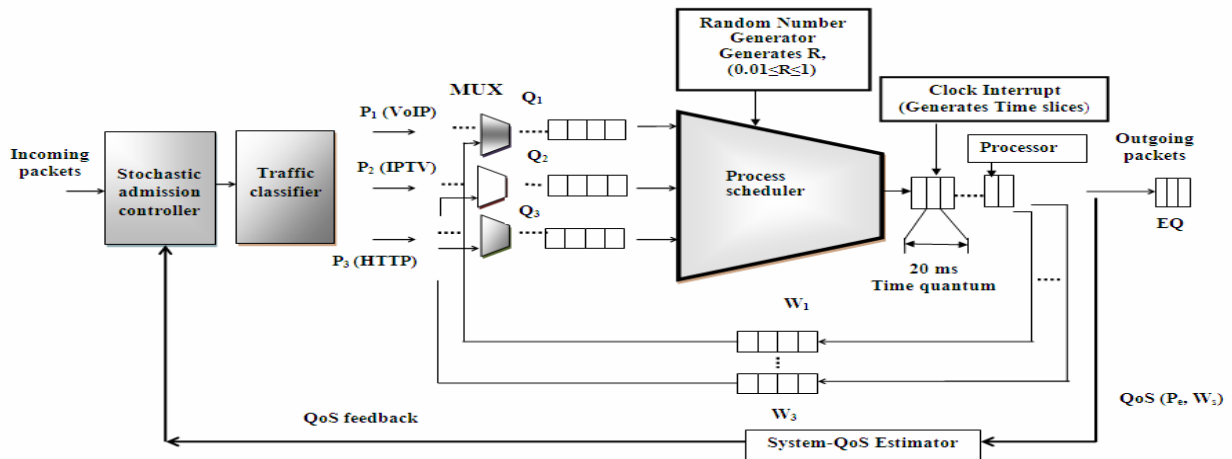 Random Number
Generator
Generates R,
(0.01≤R≤1)
MUX
Q₁
Clock Interrupt
(Generates Time slices)
P₁ (VoIP)
Incoming
packets
Stochastic
admission
controller
Traffic
classifier
P₂ (IPTV)
Q₂
Process
scheduler
Processor
Outgoing
packets
Q₃
EQ
P₃ (HTTP)
20 ms
Time quantum
W₁
W₃
QoS feedback
QoS (Pₑ, Wₛ)
System-QoS Estimator